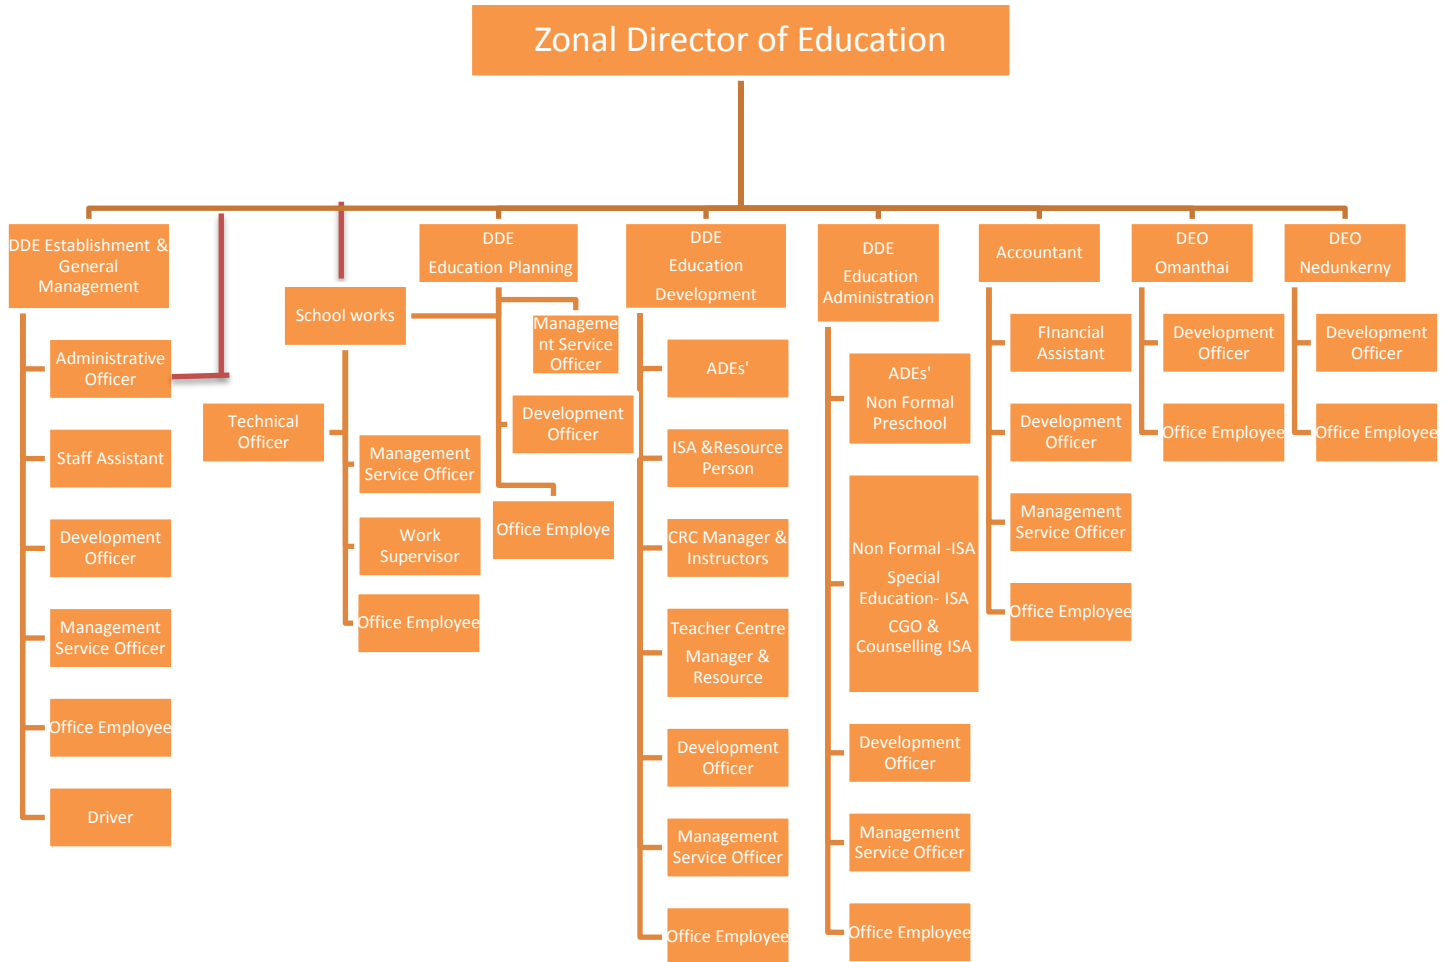 Zonal Director of Education
DDE Establishment &
General
Management
Administrative
Officer
Staff Assistant
Development
Officer
Management
Service Officer
Office Employee
Driver
School works
Technical
Officer
Management
Service Officer
Work
Supervisor
Office Employee
DDE
Education Planning
Manageme
nt Service
Officer
Development
Officer
Office Employe
DDE
Education
Development
ADEs'
ISA &Resource
Person
CRC Manager &
Instructors
Teacher Centre
Manager &
Resource
Development
Officer
Management
Service Officer
Office Employee
DDE
Education
Administration
ADEs'
Non Formal
Preschool
Non Formal -ISA
Special
Education- ISA
CGO &
Counselling ISA
Development
Officer
Management
Service Officer
Office Employee
Accountant
FInancial
Assistant
Development
Officer
Management
Service Officer
Office Employee
DEO
Omanthai
Development
Officer
Office Employee
DEO
Nedunkerny
Development
Officer
Office Employee